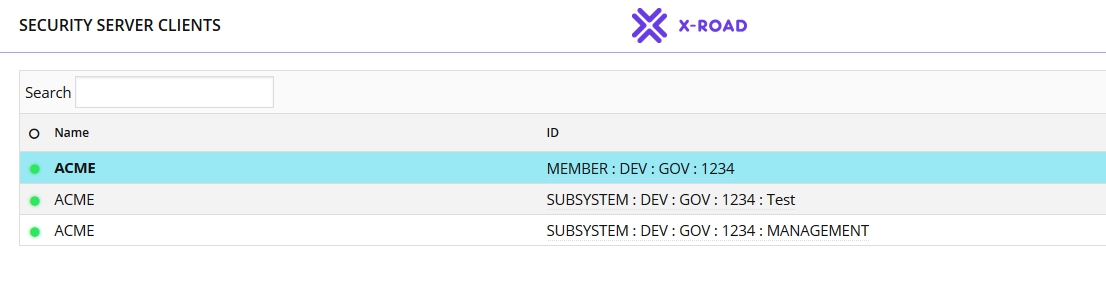 SECURITY SERVER CLIENTS X-ROAD
Search
Name ID
ACME MEMBER : DEV : GOV : 1234
ACME SUBSYSTEM : DEV : GOV : 1234 : Test
ACME SUBSYSTEM : DEV : GOV : 1234 : MANAGEMENT